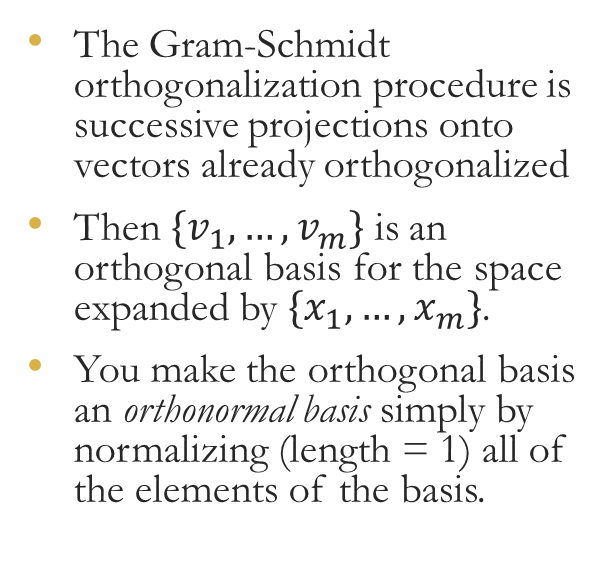 • The Gram-Schmidt
orthogonalization procedure is
successive projections onto
vectors already orthogonalized
• Then {𝑣₁, … , 𝑣ₘ} is an
orthogonal basis for the space
expanded by {𝑥₁, … , 𝑥ₘ}.
• You make the orthogonal basis
an orthonormal basis simply by
normalizing (length = 1) all of
the elements of the basis.